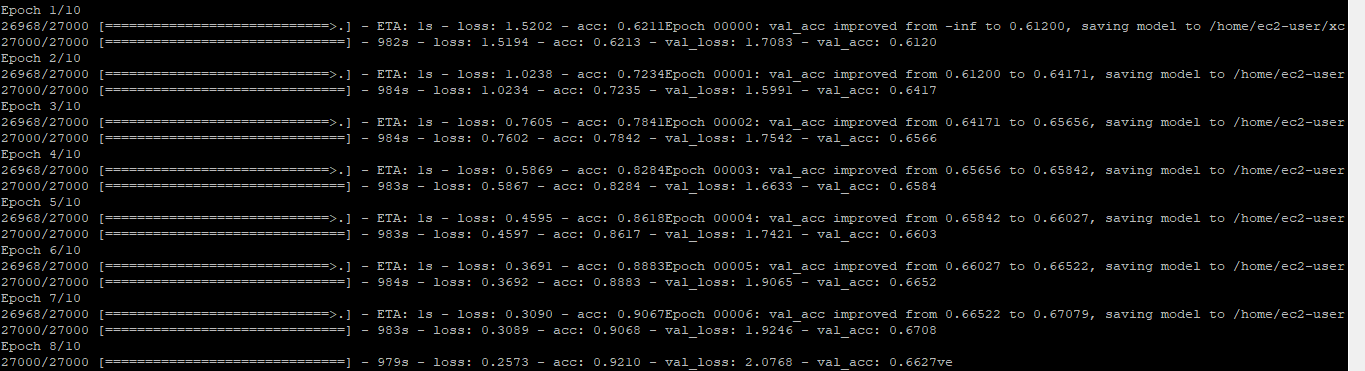 Epoch 1/10
26968/27000 [=============================>.] - ETA: 1s - loss: 1.5202 - acc: 0.6211Epoch 00000: val_acc improved from -inf to 0.61200, saving model to /home/ec2-user/xc
27000/27000 [==============================] - 982s - loss: 1.5194 - acc: 0.6213 - val_loss: 1.7083 - val_acc: 0.6120
Epoch 2/10
26968/27000 [=============================>.] - ETA: 1s - loss: 1.0238 - acc: 0.7234Epoch 00001: val_acc improved from 0.61200 to 0.64171, saving model to /home/ec2-user
27000/27000 [==============================] - 984s - loss: 1.0234 - acc: 0.7235 - val_loss: 1.5991 - val_acc: 0.6417
Epoch 3/10
26968/27000 [=============================>.] - ETA: 1s - loss: 0.7605 - acc: 0.7841Epoch 00002: val_acc improved from 0.64171 to 0.65656, saving model to /home/ec2-user
27000/27000 [==============================] - 984s - loss: 0.7602 - acc: 0.7842 - val_loss: 1.7542 - val_acc: 0.6566
Epoch 4/10
26968/27000 [=============================>.] - ETA: 1s - loss: 0.5869 - acc: 0.8284Epoch 00003: val_acc improved from 0.65656 to 0.65842, saving model to /home/ec2-user
27000/27000 [==============================] - 983s - loss: 0.5867 - acc: 0.8284 - val_loss: 1.6633 - val_acc: 0.6584
Epoch 5/10
26968/27000 [=============================>.] - ETA: 1s - loss: 0.4595 - acc: 0.8618Epoch 00004: val_acc improved from 0.65842 to 0.66027, saving model to /home/ec2-user
27000/27000 [==============================] - 983s - loss: 0.4597 - acc: 0.8617 - val_loss: 1.7421 - val_acc: 0.6603
Epoch 6/10
26968/27000 [=============================>.] - ETA: 1s - loss: 0.3691 - acc: 0.8883Epoch 00005: val_acc improved from 0.66027 to 0.66522, saving model to /home/ec2-user
27000/27000 [==============================] - 984s - loss: 0.3692 - acc: 0.8883 - val_loss: 1.9065 - val_acc: 0.6652
Epoch 7/10
26968/27000 [=============================>.] - ETA: 1s - loss: 0.3090 - acc: 0.9067Epoch 00006: val_acc improved from 0.66522 to 0.67079, saving model to /home/ec2-user
27000/27000 [==============================] - 983s - loss: 0.3089 - acc: 0.9068 - val_loss: 1.9246 - val_acc: 0.6708
Epoch 8/10
27000/27000 [==============================] - 979s - loss: 0.2573 - acc: 0.9210 - val_loss: 2.0768 - val_acc: 0.6627ve